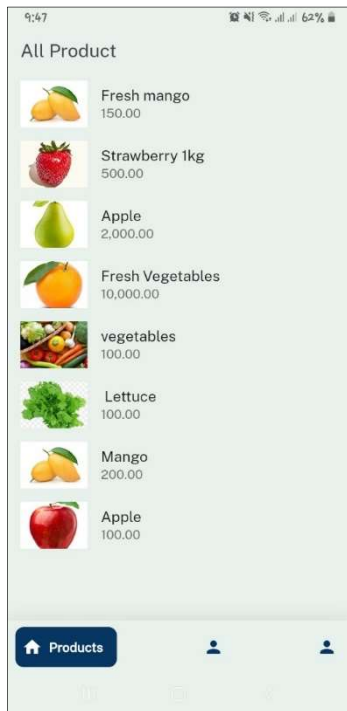 9:47
62%
All Product
Fresh mango
150.00
Strawberry 1kg
500.00
Apple
2,000.00
Fresh Vegetables
10,000.00
vegetables
100.00
Lettuce
100.00
Mango
200.00
Apple
100.00
Products